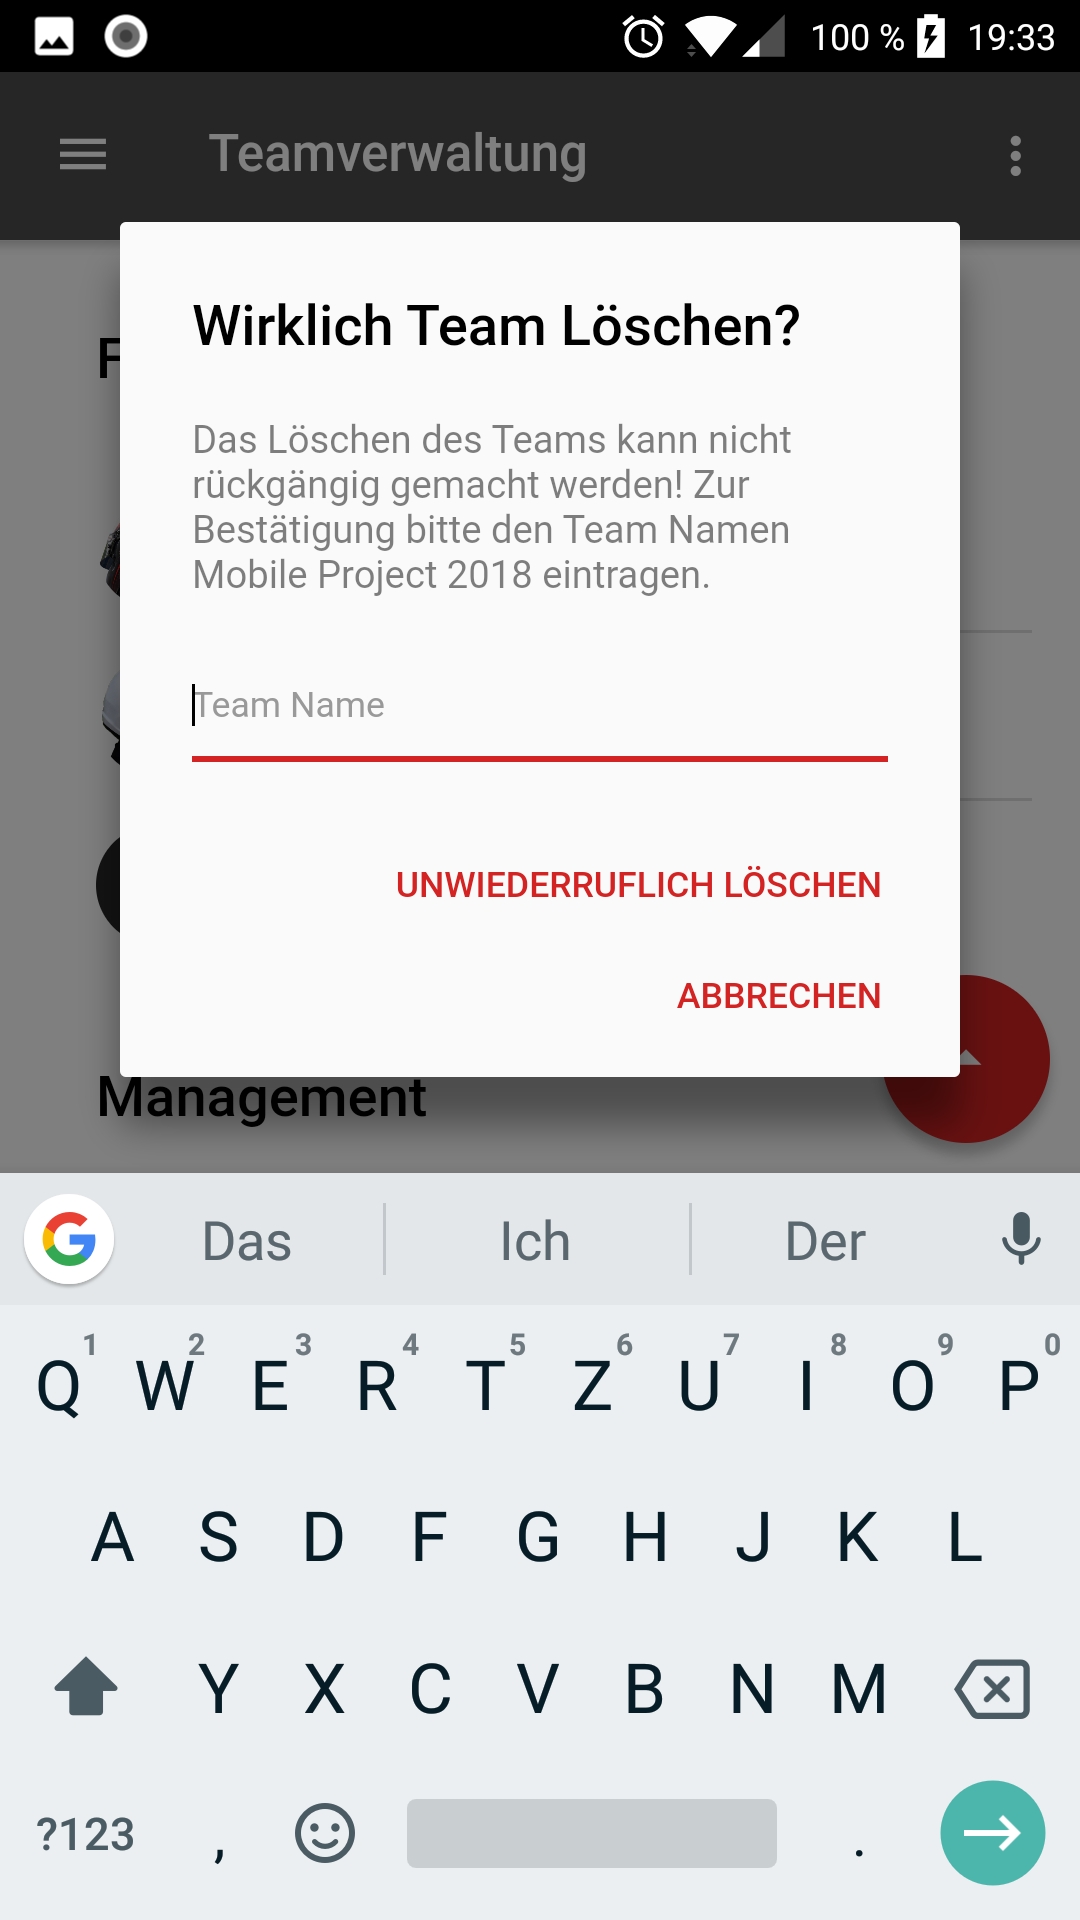 100 % 19:33
Teamverwaltung
F
Wirklich Team Löschen?
Das Löschen des Teams kann nicht
rückgängig gemacht werden! Zur
Bestätigung bitte den Team Namen
Mobile Project 2018 eintragen.
Team Name
UNWIEDERRUFLICH LÖSCHEN
ABBRECHEN
Management
G Das Ich Der
1 2 3 4 5 6 7 8 9 0
Q W E R T Z U I O P
A S D F G H J K L
Y X C V B N M
?123 , .